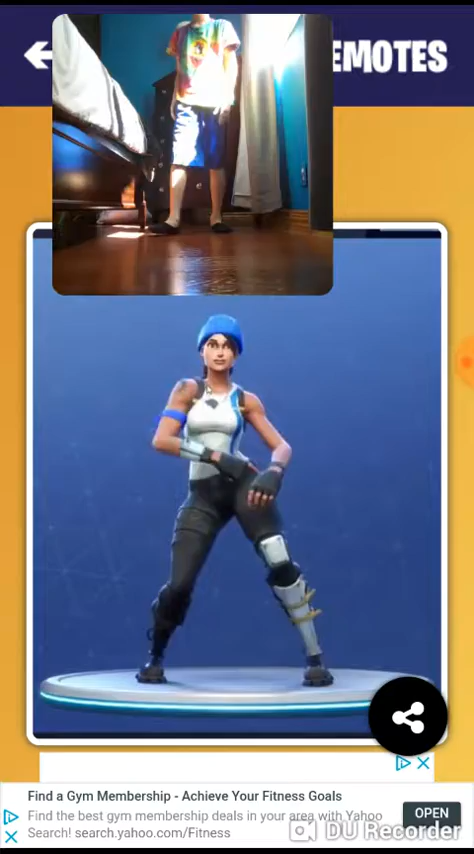 EMOTES
Find a Gym Membership - Achieve Your Fitness Goals
Find the best gym membership deals in your area with Yahoo
Search! search.yahoo.com/Fitness
OPEN
DU Recorder